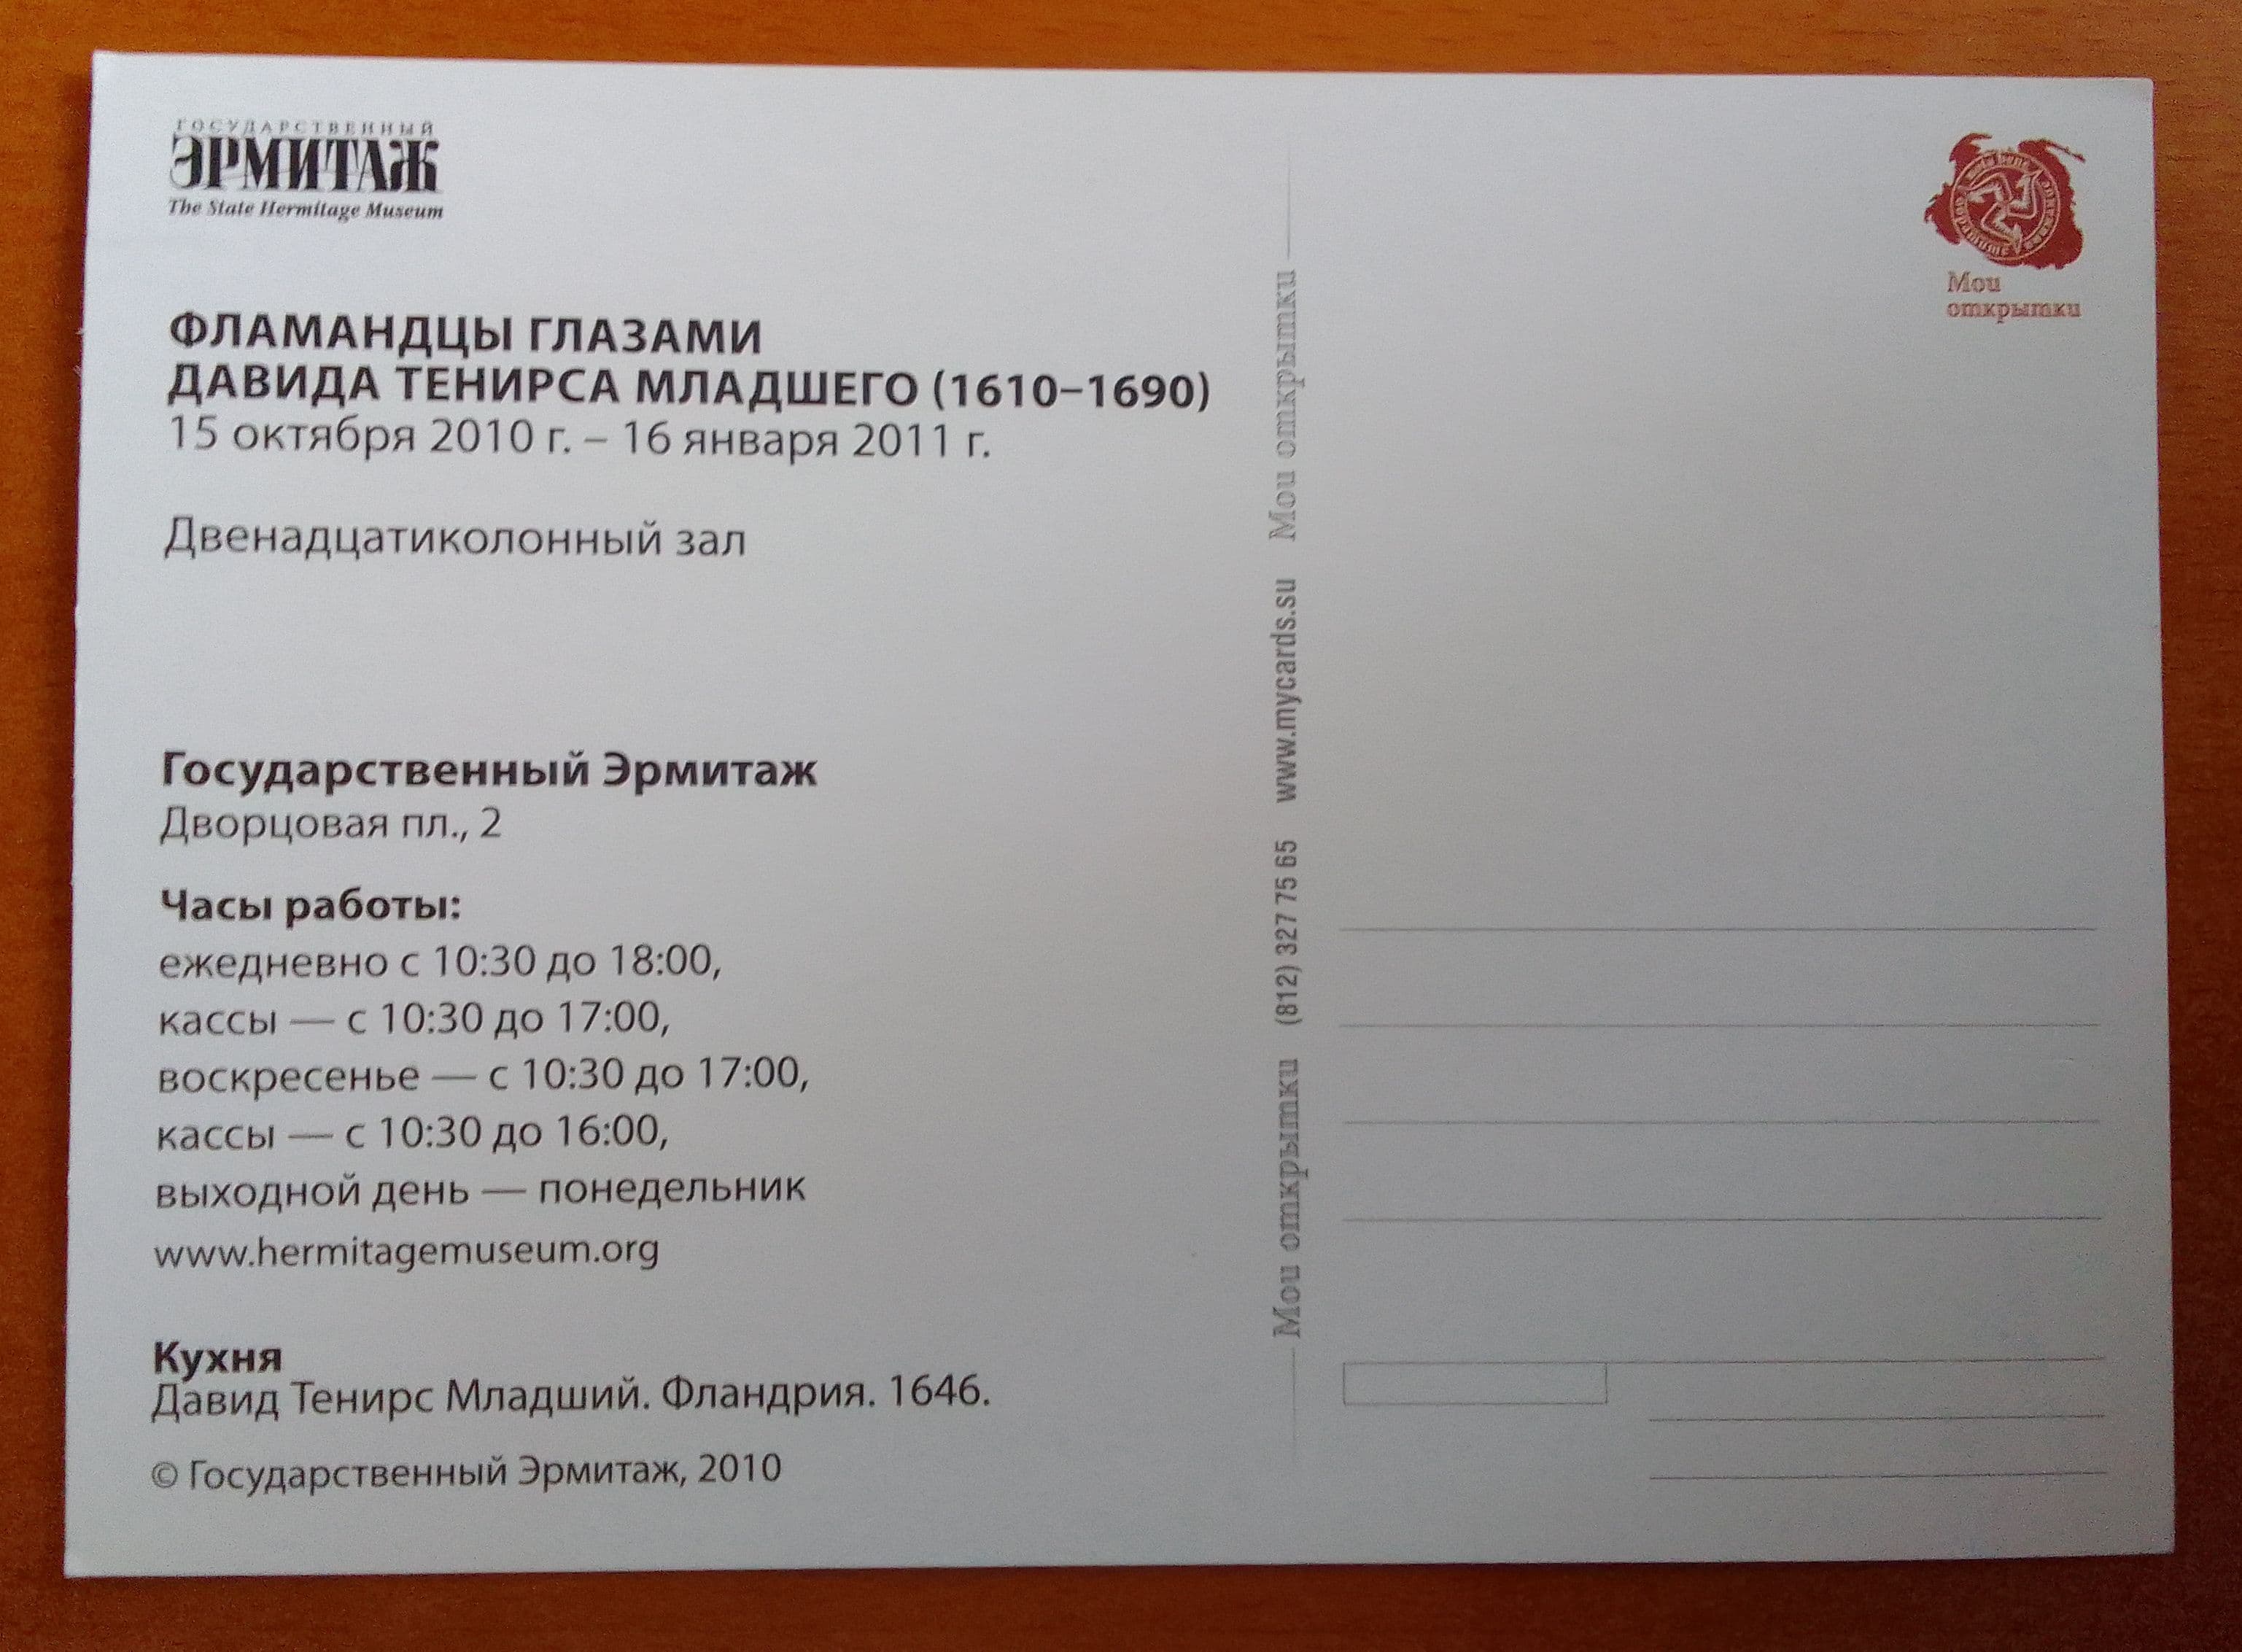 ГОСУДАРСТВЕННЫЙ
ЭРМИТАЖ
The State Hermitage Museum
ФЛАМАНДЦЫ ГЛАЗАМИ
ДАВИДА ТЕНИРСА МЛАДШЕГО (1610–1690)
15 октября 2010 г. – 16 января 2011 г.
Двенадцатиколонный зал
Государственный Эрмитаж
Дворцовая пл., 2
Часы работы:
ежедневно с 10:30 до 18:00,
кассы — с 10:30 до 17:00,
воскресенье — с 10:30 до 17:00,
кассы — с 10:30 до 16:00,
выходной день — понедельник
www.hermitagemuseum.org
Кухня
Давид Тенирс Младший. Фландрия. 1646.
© Государственный Эрмитаж, 2010
Мои открытки (812) 327 75 65 www.mycards.su Мои открытки
Мои
открытки